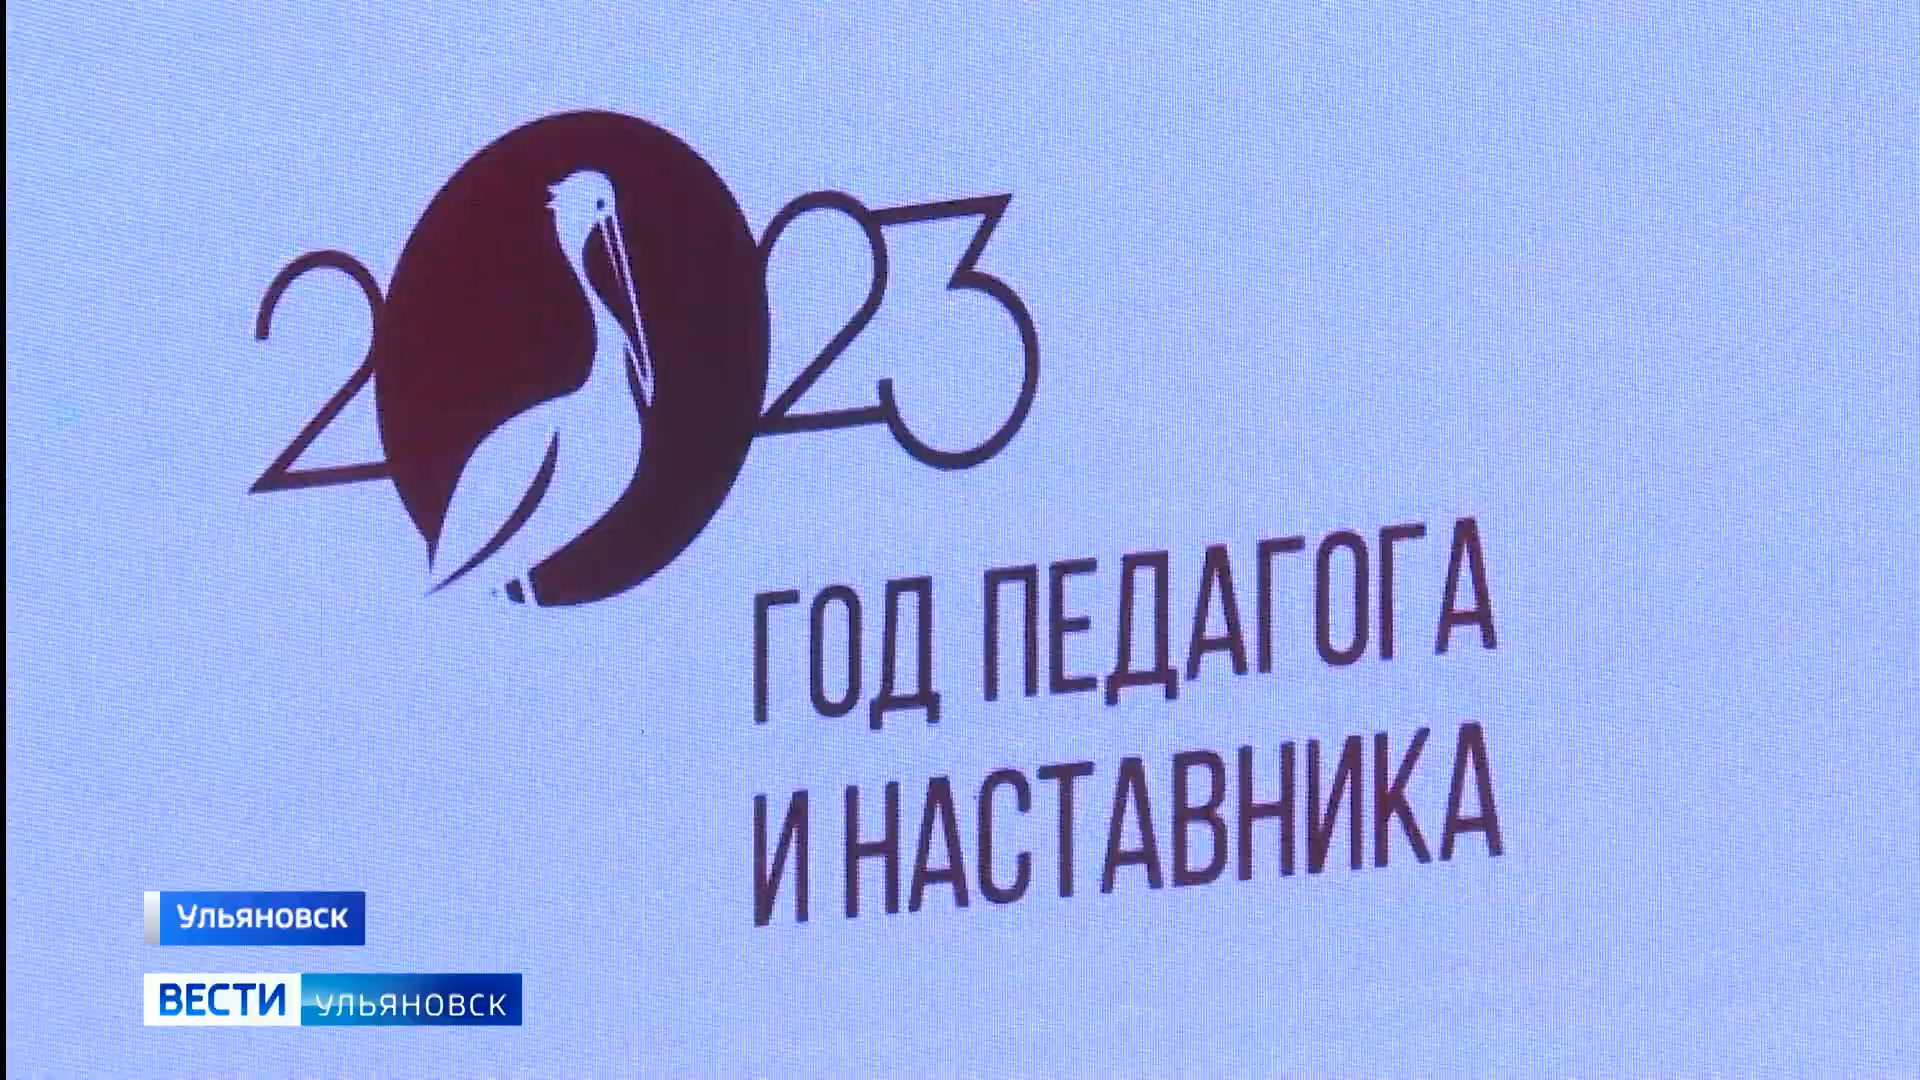 2023
ГОД ПЕДАГОГА
И НАСТАВНИКА
УЛЬЯНОВСК
ВЕСТИ УЛЬЯНОВСК